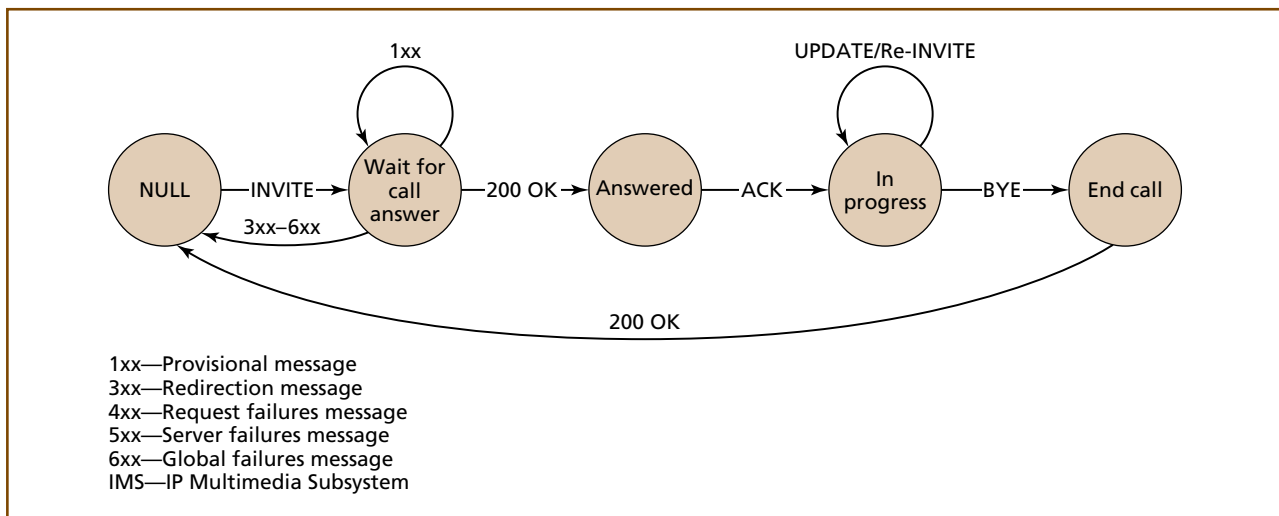 1xx
UPDATE/Re-INVITE
NULL
INVITE
Wait for
call
answer
200 OK
Answered
ACK
In
progress
BYE
End call
3xx–6xx
200 OK
1xx—Provisional message
3xx—Redirection message
4xx—Request failures message
5xx—Server failures message
6xx—Global failures message
IMS—IP Multimedia Subsystem